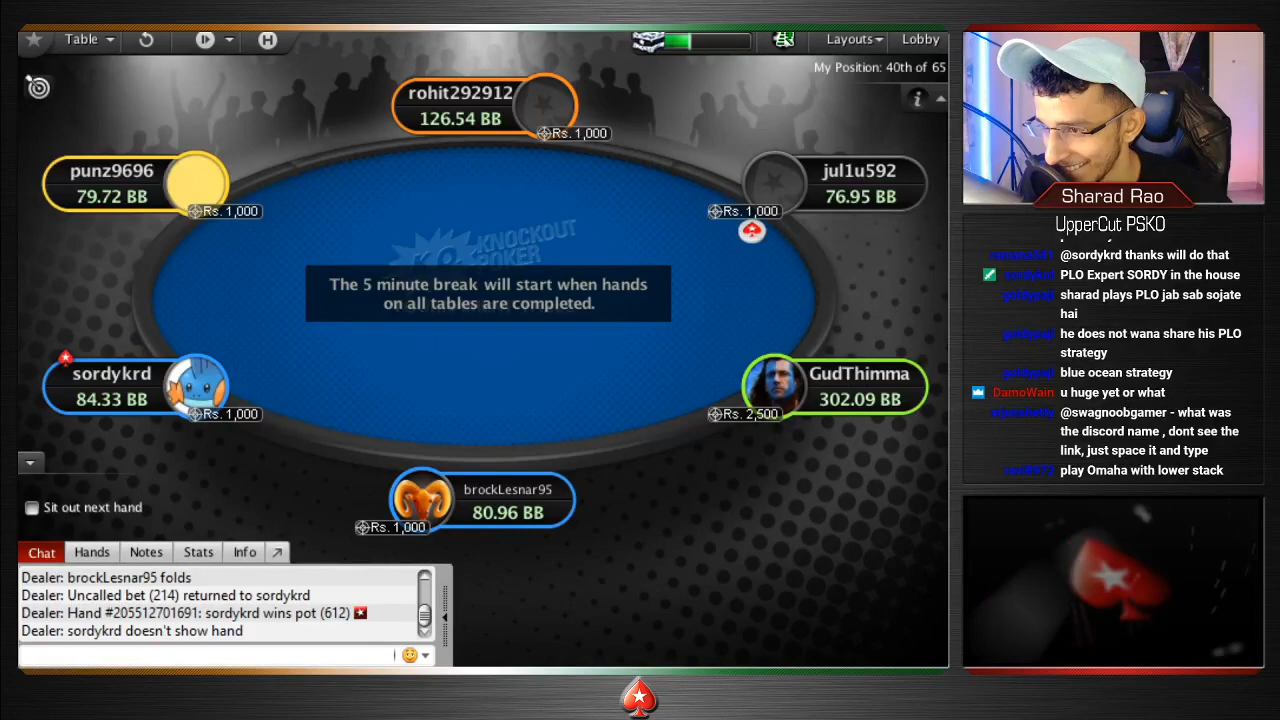 Table
H
Layouts
Lobby
My Position: 40th of 65
rohit292912
126.54 BB
Rs. 1,000
punz9696
79.72 BB
Rs. 1,000
jul1u592
76.95 BB
Rs. 1,000
KNOCKOUT
POKER
The 5 minute break will start when hands
on all tables are completed.
sordykrd
84.33 BB
Rs. 1,000
GudThimma
302.09 BB
Rs. 2,500
brockLesnar95
80.96 BB
Rs. 1,000
Sit out next hand
Chat
Hands
Notes
Stats
Info
Dealer: brockLesnar95 folds
Dealer: Uncalled bet (214) returned to sordykrd
Dealer: Hand #205512701691: sordykrd wins pot (612)
Dealer: sordykrd doesn't show hand
Sharad Rao
UpperCut PSKO
@sordykrd thanks will do that
sordykrd PLO Expert SORDY in the house
sharad plays PLO jab sab sojate
hai
he does not wana share his PLO
strategy
blue ocean strategy
DamoWain u huge yet or what
@swagnoobgamer - what was
the discord name , dont see the
link, just space it and type
play Omaha with lower stack